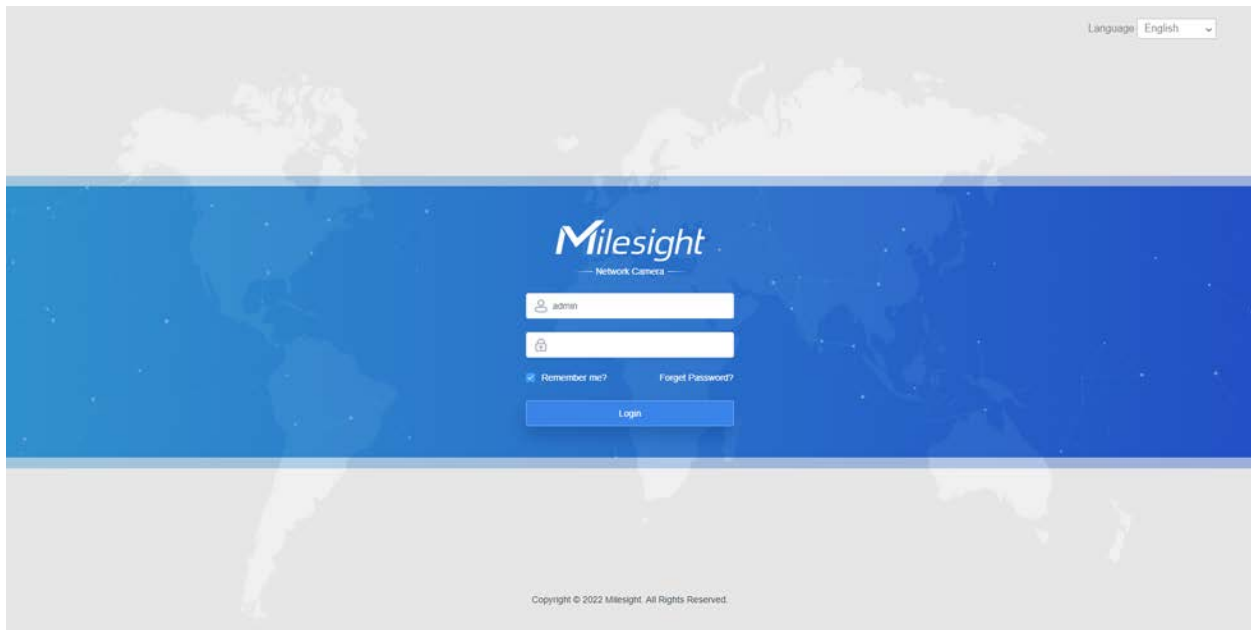 Language English
Milesight
Network Camera
admin
Remember me? Forget Password?
Login
Copyright © 2022 Milesight. All Rights Reserved.